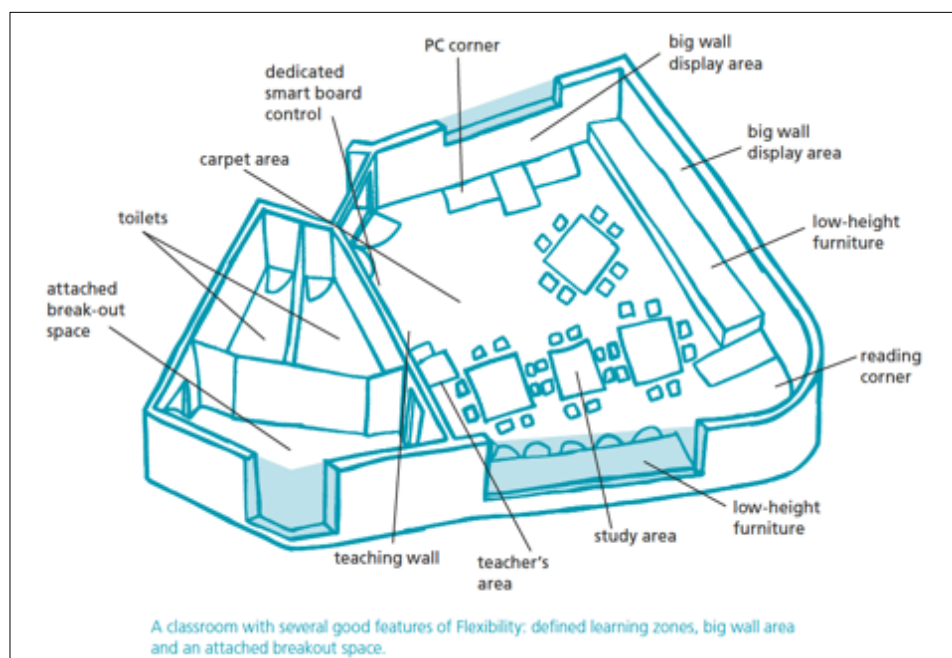 PC corner
big wall
display area
dedicated
smart board
control
big wall
display area
carpet area
toilets
low-height
furniture
attached
break-out
space
reading
corner
low-height
furniture
study area
teaching wall
teacher's
area
A classroom with several good features of Flexibility: defined learning zones, big wall area
and an attached breakout space.